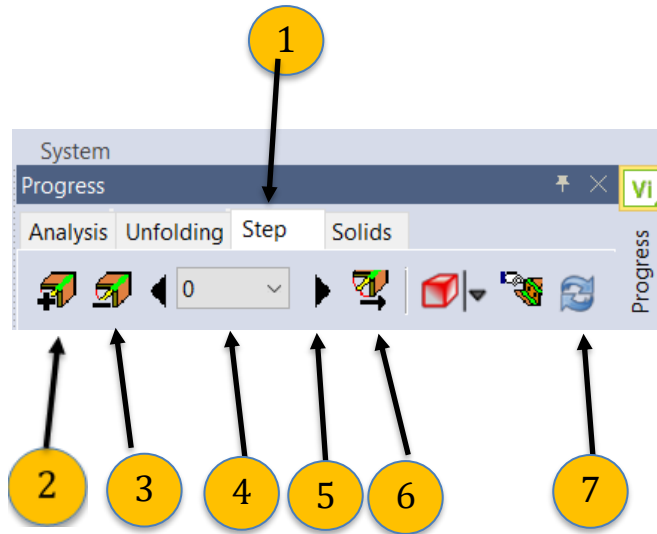 1
System
Progress
Vi
Analysis Unfolding Step Solids
Progress
0
2 3 4 5 6 7